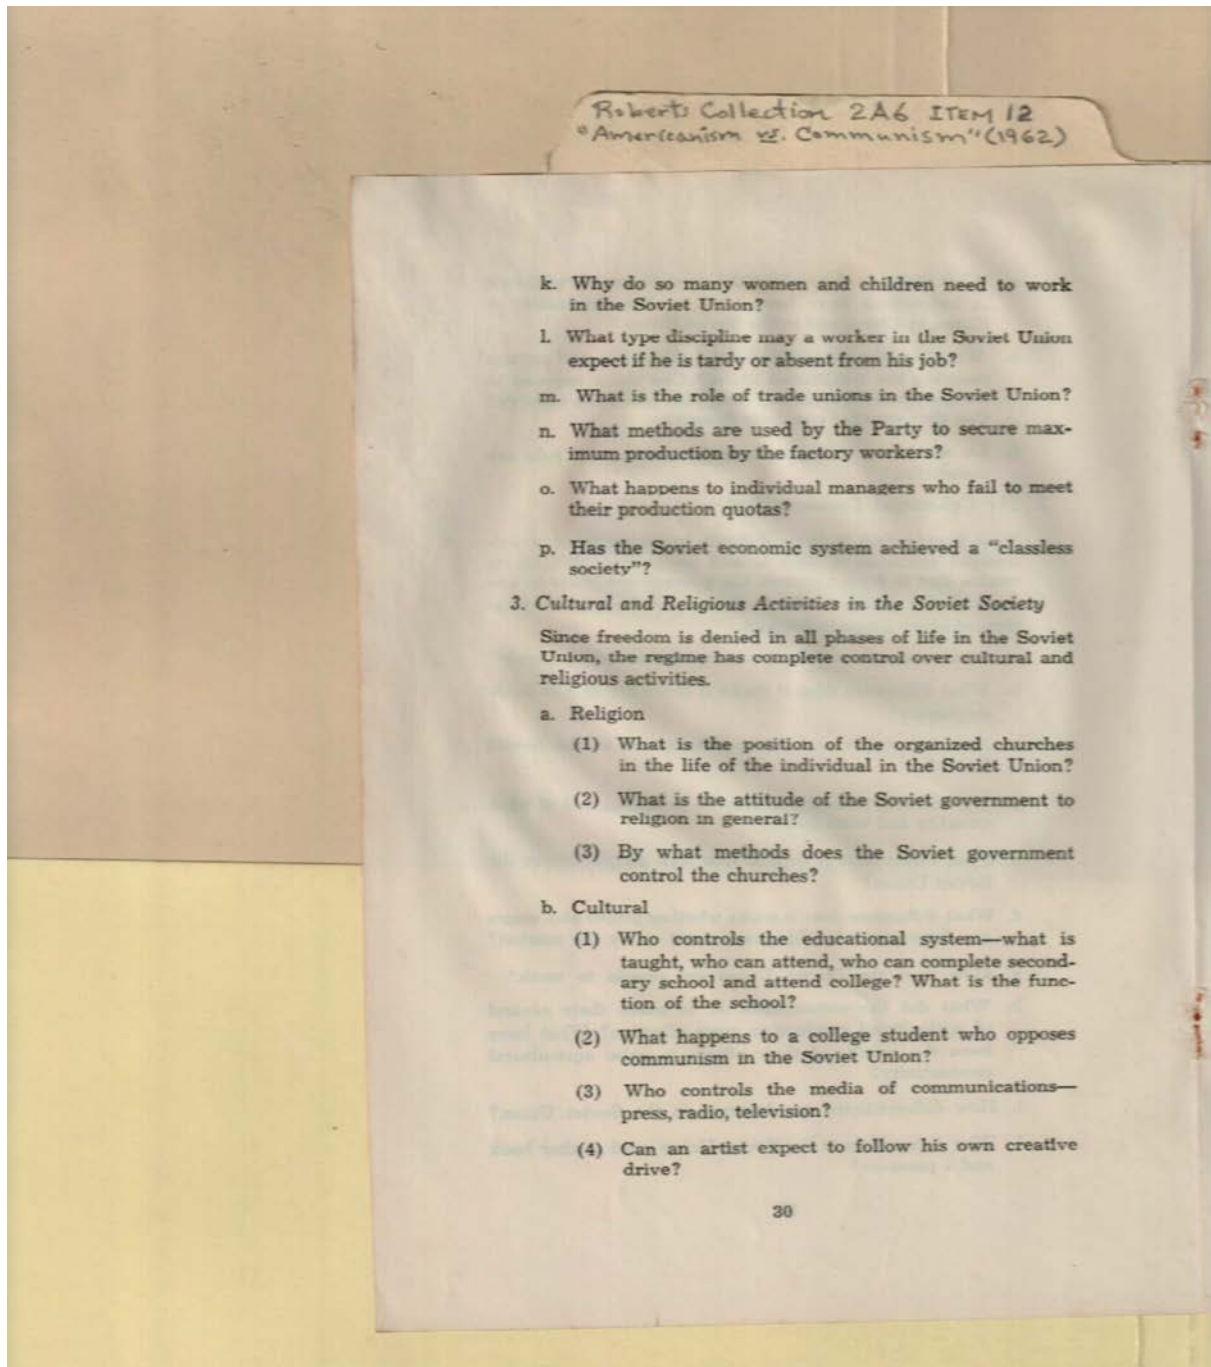 Roberts Collection 2A6 ITEM 12
"Americanism vs. Communism" (1962)
k. Why do so many women and children need to work
in the Soviet Union?
l. What type discipline may a worker in the Soviet Union
expect if he is tardy or absent from his job?
m. What is the role of trade unions in the Soviet Union?
n. What methods are used by the Party to secure max-
imum production by the factory workers?
o. What happens to individual managers who fail to meet
their production quotas?
p. Has the Soviet economic system achieved a “classless
society”?
3. Cultural and Religious Activities in the Soviet Society
Since freedom is denied in all phases of life in the Soviet
Union, the regime has complete control over cultural and
religious activities.
a. Religion
(1) What is the position of the organized churches
in the life of the individual in the Soviet Union?
(2) What is the attitude of the Soviet government to
religion in general?
(3) By what methods does the Soviet government
control the churches?
b. Cultural
(1) Who controls the educational system—what is
taught, who can attend, who can complete second-
ary school and attend college? What is the func-
tion of the school?
(2) What happens to a college student who opposes
communism in the Soviet Union?
(3) Who controls the media of communications—
press, radio, television?
(4) Can an artist expect to follow his own creative
drive?
30